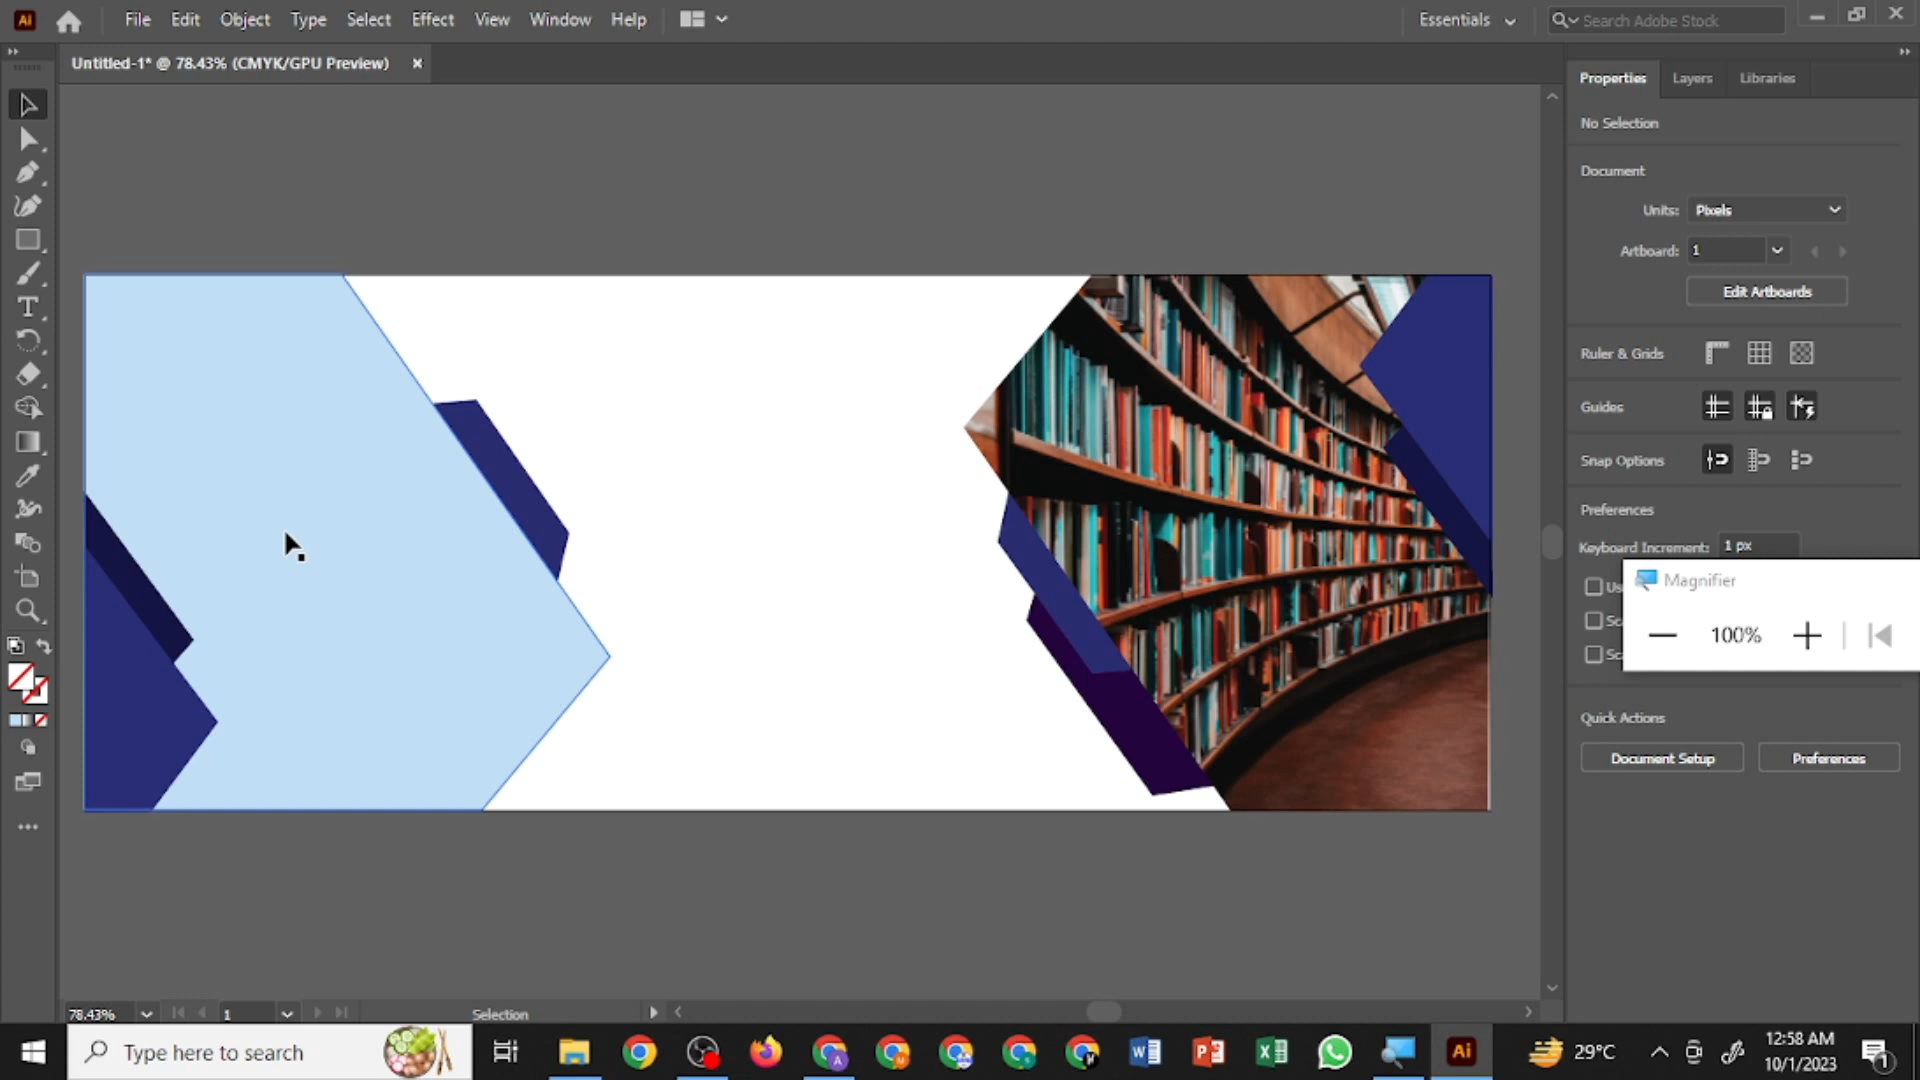 Ai File Edit Object Type Select Effect View Window Help Essentials Search Adobe Stock
Untitled-1* @ 78.43% (CMYK/GPU Preview) ×
Properties Layers Libraries
No Selection
Document
Units: Pixels
Artboard: 1
Edit Artboards
Ruler & Grids
Guides
Snap Options
Preferences
Keyboard Increment: 1 px
Magnifier
100%
Quick Actions
Document Setup Preferences
78.43% 1 Selection
Type here to search 29°C 12:58 AM
10/1/2023